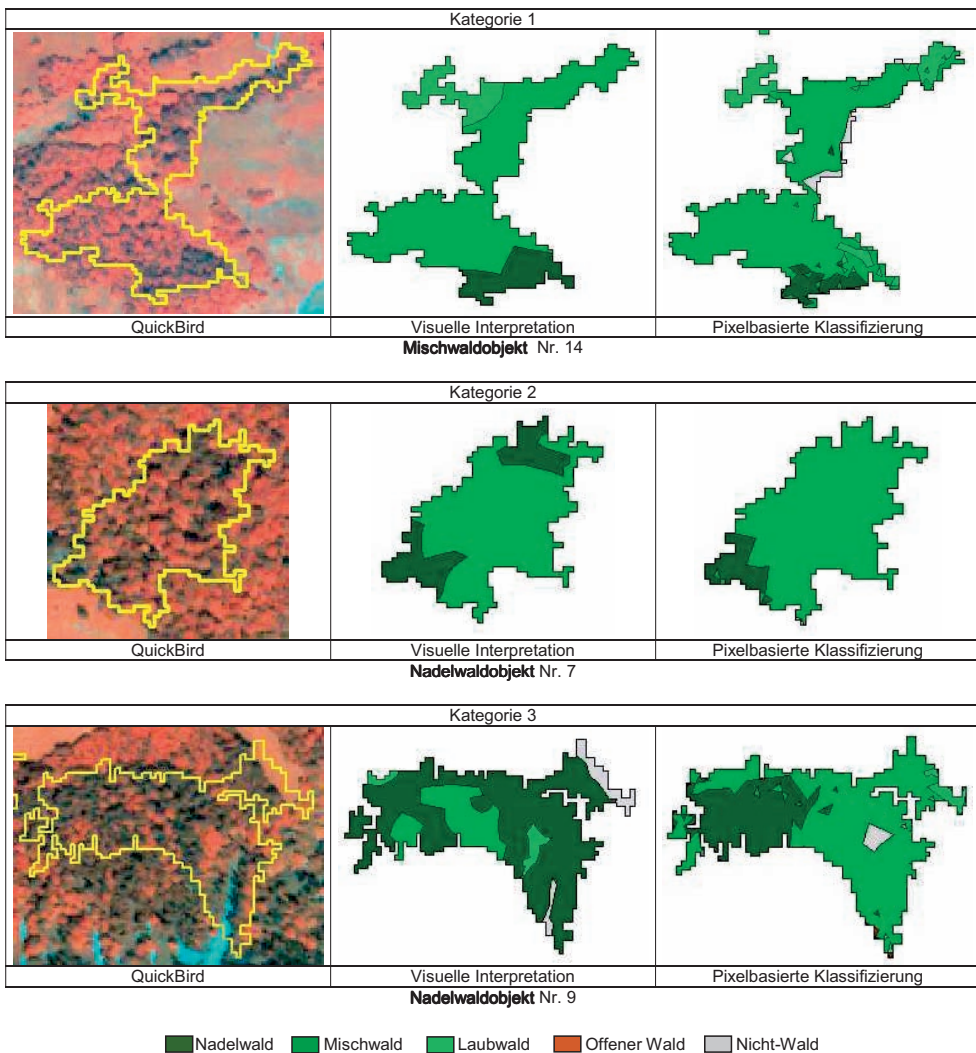 Kategorie 1
QuickBird Visuelle Interpretation Pixelbasierte Klassifizierung
Mischwaldobjekt Nr. 14
Kategorie 2
QuickBird Visuelle Interpretation Pixelbasierte Klassifizierung
Nadelwaldobjekt Nr. 7
Kategorie 3
QuickBird Visuelle Interpretation Pixelbasierte Klassifizierung
Nadelwaldobjekt Nr. 9
Nadelwald Mischwald Laubwald Offener Wald Nicht-Wald